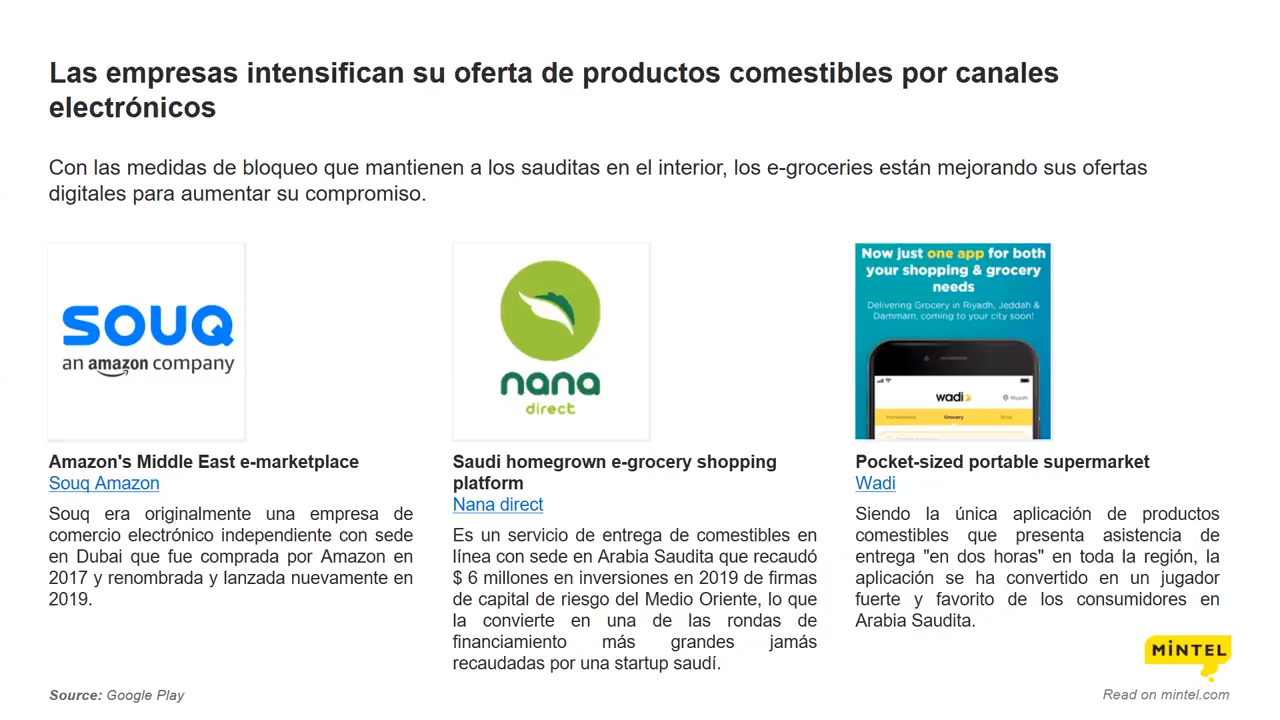 Las empresas intensifican su oferta de productos comestibles por canales
electrónicos
Con las medidas de bloqueo que mantienen a los sauditas en el interior, los e-groceries están mejorando sus ofertas
digitales para aumentar su compromiso.
souq
an amazon company
Amazon's Middle East e-marketplace
Souq Amazon
Souq era originalmente una empresa de
comercio electrónico independiente con sede
en Dubai que fue comprada por Amazon en
2017 y renombrada y lanzada nuevamente en
2019.
nana
direct
Saudi homegrown e-grocery shopping
platform
Nana direct
Es un servicio de entrega de comestibles en
línea con sede en Arabia Saudita que recaudó
$ 6 millones en inversiones en 2019 de firmas
de capital de riesgo del Medio Oriente, lo que
la convierte en una de las rondas de
financiamiento más grandes jamás
recaudadas por una startup saudí.
Now just one app for both
your shopping & grocery
needs
Delivering Grocery in Riyadh, Jeddah &
Dammam, coming to your city soon!
wadi
Riyadh
Grocery
Pocket-sized portable supermarket
Wadi
Siendo la única aplicación de productos
comestibles que presenta asistencia de
entrega "en dos horas" en toda la región, la
aplicación se ha convertido en un jugador
fuerte y favorito de los consumidores en
Arabia Saudita.
MINTEL
Source: Google Play
Read on mintel.com